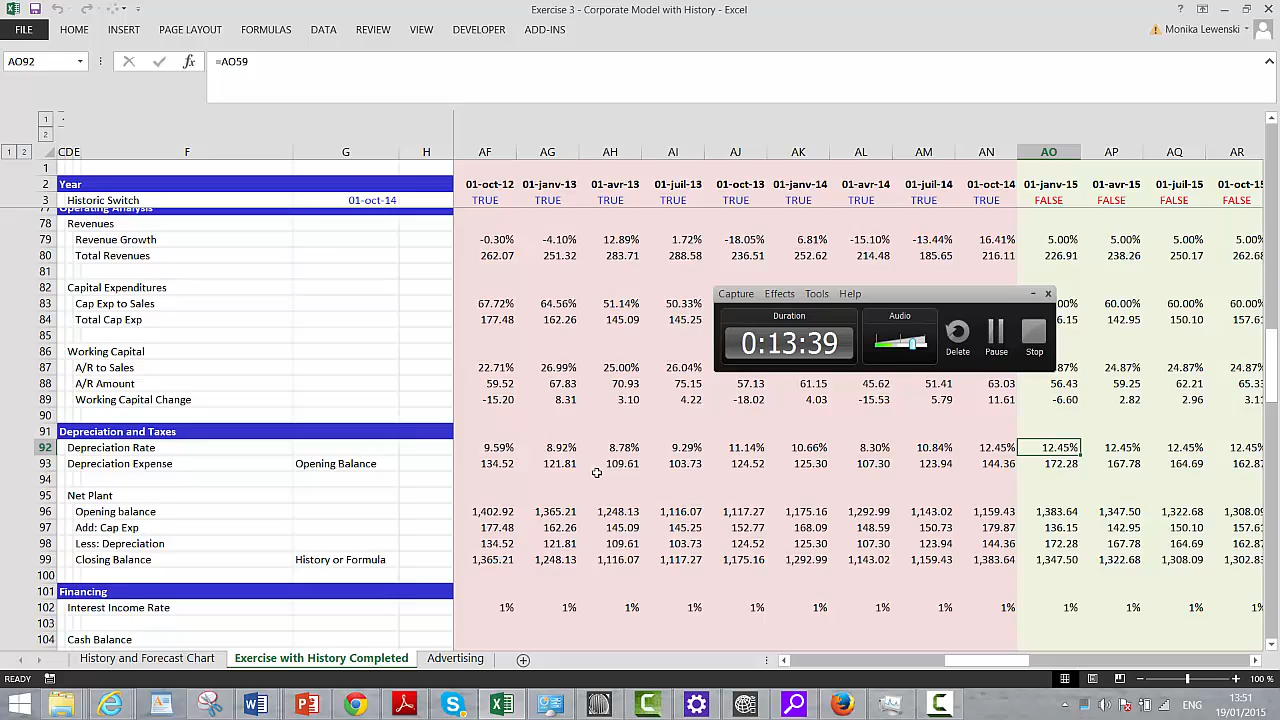 Exercise 3 - Corporate Model with History - Excel
FILE HOME INSERT PAGE LAYOUT FORMULAS DATA REVIEW VIEW DEVELOPER ADD-INS Monika Lewenski
AO92 fx =AO59
1
2
1 2 CDE F G H AF AG AH AI AJ AK AL AM AN AO AP AQ AR
1
2 Year 01-oct-12 01-janv-13 01-avr-13 01-juil-13 01-oct-1 01-janv-14 01-avr-14 01-juil-14 01-oct-14 01-janv-15 01-avr-15 01-juil-15 01-oct-15
3 Historic Switch 01-oct-14 TRUE TRUE TRUE TRUE TRUE TRUE TRUE TRUE TRUE FALSE FALSE FALSE FALSE
77 Operating Analysis
78 Revenues
79 Revenue Growth -0.30% -4.10% 12.89% 1.72% -18.05% 6.81% -15.10% -13.44% 16.41% 5.00% 5.00% 5.00% 5.00%
80 Total Revenues 262.07 251.32 283.71 288.58 236.51 252.62 214.48 185.65 216.11 226.91 238.26 250.17 262.68
81
82 Capital Expenditures
83 Cap Exp to Sales 67.72% 64.56% 51.14% 50.33% 00% 60.00% 60.00% 60.00%
84 Total Cap Exp 177.48 162.26 145.09 145.25 6.15 142.95 150.10 157.61
85
86 Working Capital
87 A/R to Sales 22.71% 26.99% 25.00% 26.04% 87% 24.87% 24.87% 24.87%
88 A/R Amount 59.52 67.83 70.93 75.15 57.13 61.15 45.62 51.41 63.03 56.43 59.25 62.21 65.33
89 Working Capital Change -15.20 8.31 3.10 4.22 -18.02 4.03 -15.53 5.79 11.61 -6.60 2.82 2.96 3.1
90
91 Depreciation and Taxes
92 Depreciation Rate 9.59% 8.92% 8.78% 9.29% 11.14% 10.66% 8.30% 10.84% 12.45% 12.45% 12.45% 12.45% 12.45%
93 Depreciation Expense Opening Balance 134.52 121.81 109.61 103.73 124.52 125.30 107.30 123.94 144.36 172.28 167.78 164.69 162.87
94
95 Net Plant
96 Opening balance 1,402.92 1,365.21 1,248.13 1,116.07 1,117.27 1,175.16 1,292.99 1,143.02 1,159.43 1,383.64 1,347.50 1,322.68 1,308.09
97 Add: Cap Exp 177.48 162.26 145.09 145.25 152.77 168.09 148.59 150.73 179.87 136.15 142.95 150.10 157.61
98 Less: Depreciation 134.52 121.81 109.61 103.73 124.52 125.30 107.30 123.94 144.36 172.28 167.78 164.69 162.87
99 Closing Balance History or Formula 1,365.21 1,248.13 1,116.07 1,117.27 1,175.16 1,292.99 1,143.02 1,159.43 1,383.64 1,347.50 1,322.68 1,308.09 1,302.83
100
101 Financing
102 Interest Income Rate 1% 1% 1% 1% 1% 1% 1% 1% 1% 1% 1% 1% 1%
103
104 Cash Balance
Capture Effects Tools Help
Duration Audio
0:13:39 Delete Pause Stop
History and Forecast Chart Exercise with History Completed Advertising
READY 100 %
ENG 13:51
19/01/2015